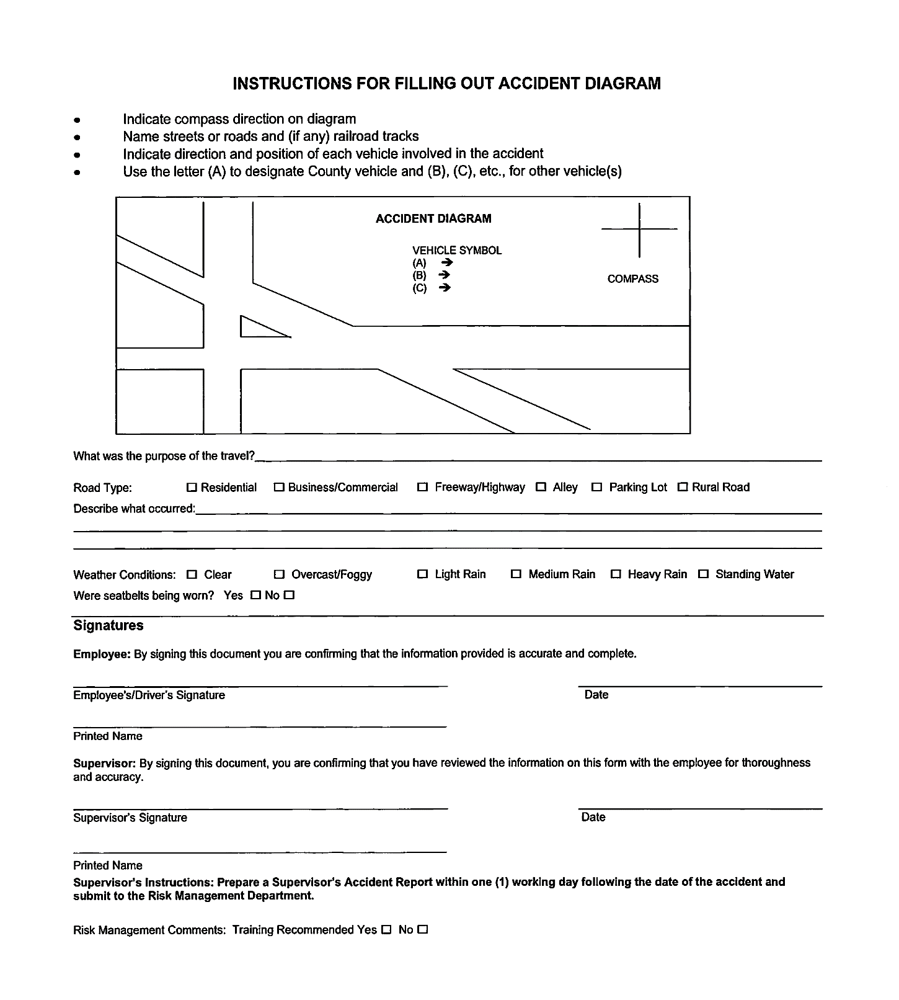 INSTRUCTIONS FOR FILLING OUT ACCIDENT DIAGRAM
• Indicate compass direction on diagram
• Name streets or roads and (if any) railroad tracks
• Indicate direction and position of each vehicle involved in the accident
• Use the letter (A) to designate County vehicle and (B), (C), etc., for other vehicle(s)
ACCIDENT DIAGRAM
VEHICLE SYMBOL
(A) ➔
(B) ➔
(C) ➔
COMPASS
What was the purpose of the travel?
Road Type: ☐ Residential ☐ Business/Commercial ☐ Freeway/Highway ☐ Alley ☐ Parking Lot ☐ Rural Road
Describe what occurred:
Weather Conditions: ☐ Clear ☐ Overcast/Foggy ☐ Light Rain ☐ Medium Rain ☐ Heavy Rain ☐ Standing Water
Were seatbelts being worn? Yes ☐ No ☐
Signatures
Employee: By signing this document you are confirming that the information provided is accurate and complete.
Employee's/Driver's Signature Date
Printed Name
Supervisor: By signing this document, you are confirming that you have reviewed the information on this form with the employee for thoroughness
and accuracy.
Supervisor's Signature Date
Printed Name
Supervisor's Instructions: Prepare a Supervisor's Accident Report within one (1) working day following the date of the accident and
submit to the Risk Management Department.
Risk Management Comments: Training Recommended Yes ☐ No ☐